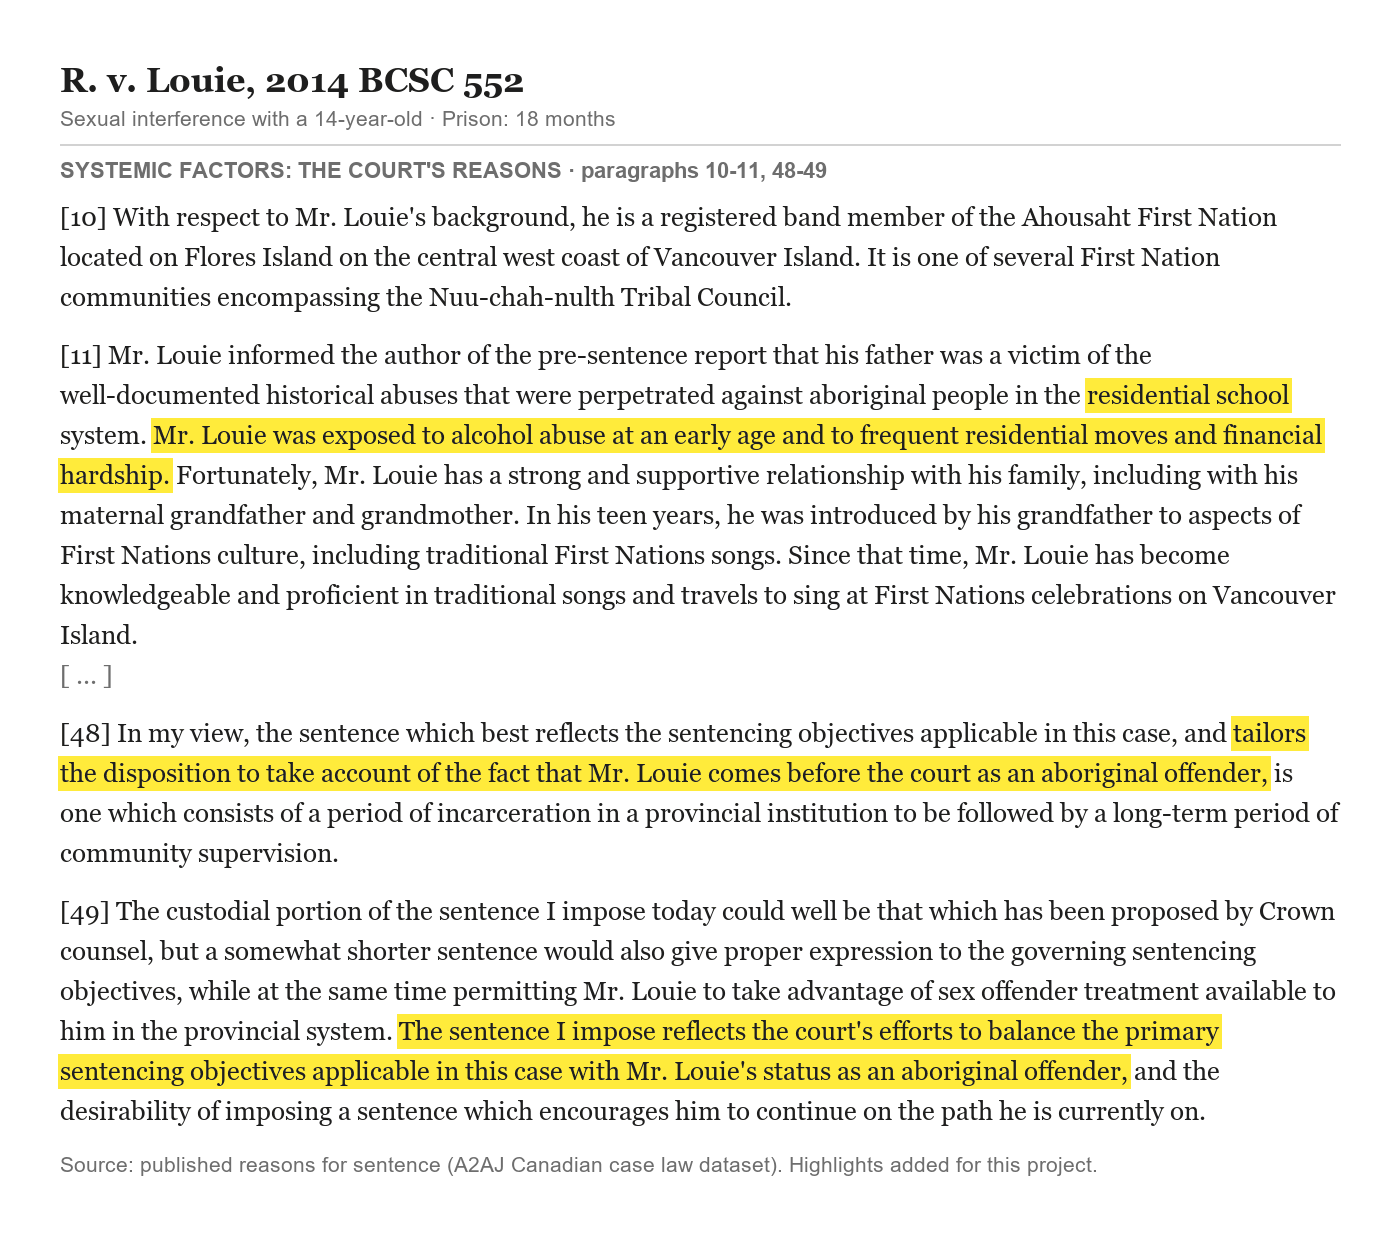 R. v. Louie, 2014 BCSC 552
Sexual interference with a 14-year-old · Prison: 18 months
SYSTEMIC FACTORS: THE COURT'S REASONS · paragraphs 10-11, 48-49
[10] With respect to Mr. Louie's background, he is a registered band member of the Ahousaht First Nation
located on Flores Island on the central west coast of Vancouver Island. It is one of several First Nation
communities encompassing the Nuu-chah-nulth Tribal Council.
[11] Mr. Louie informed the author of the pre-sentence report that his father was a victim of the
well-documented historical abuses that were perpetrated against aboriginal people in the residential school
system. Mr. Louie was exposed to alcohol abuse at an early age and to frequent residential moves and financial
hardship. Fortunately, Mr. Louie has a strong and supportive relationship with his family, including with his
maternal grandfather and grandmother. In his teen years, he was introduced by his grandfather to aspects of
First Nations culture, including traditional First Nations songs. Since that time, Mr. Louie has become
knowledgeable and proficient in traditional songs and travels to sing at First Nations celebrations on Vancouver
Island.
[ ... ]
[48] In my view, the sentence which best reflects the sentencing objectives applicable in this case, and tailors
the disposition to take account of the fact that Mr. Louie comes before the court as an aboriginal offender, is
one which consists of a period of incarceration in a provincial institution to be followed by a long-term period of
community supervision.
[49] The custodial portion of the sentence I impose today could well be that which has been proposed by Crown
counsel, but a somewhat shorter sentence would also give proper expression to the governing sentencing
objectives, while at the same time permitting Mr. Louie to take advantage of sex offender treatment available to
him in the provincial system. The sentence I impose reflects the court's efforts to balance the primary
sentencing objectives applicable in this case with Mr. Louie's status as an aboriginal offender, and the
desirability of imposing a sentence which encourages him to continue on the path he is currently on.
Source: published reasons for sentence (A2AJ Canadian case law dataset). Highlights added for this project.